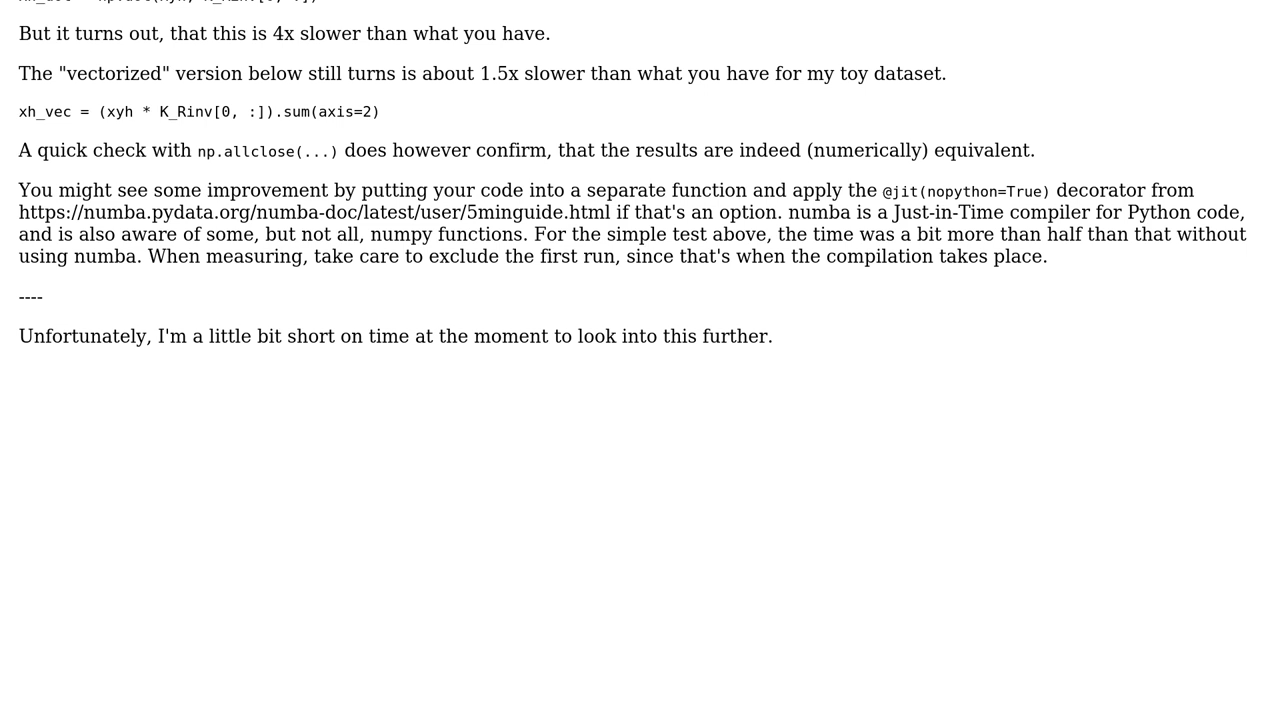 But it turns out, that this is 4x slower than what you have.
The "vectorized" version below still turns is about 1.5x slower than what you have for my toy dataset.
xh_vec = (xyh * K_Rinv[0, :]).sum(axis=2)
A quick check with np.allclose(...) does however confirm, that the results are indeed (numerically) equivalent.
You might see some improvement by putting your code into a separate function and apply the @jit(nopython=True) decorator from
https://numba.pydata.org/numba-doc/latest/user/5minguide.html if that's an option. numba is a Just-in-Time compiler for Python code,
and is also aware of some, but not all, numpy functions. For the simple test above, the time was a bit more than half than that without
using numba. When measuring, take care to exclude the first run, since that's when the compilation takes place.
----
Unfortunately, I'm a little bit short on time at the moment to look into this further.